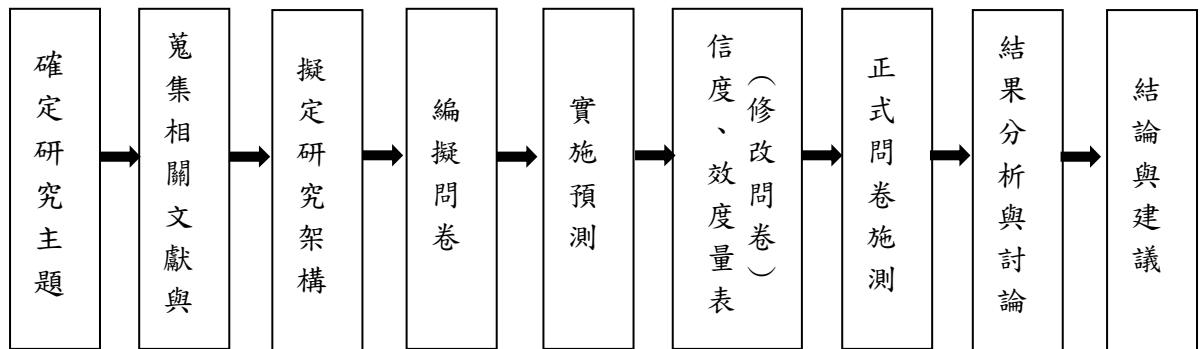 確定研究主題
蒐集相關文獻與
擬定研究架構
編擬問卷
實施預測
信度、效度量表
（修改問卷）
正式問卷施測
結果分析與討論
結論與建議